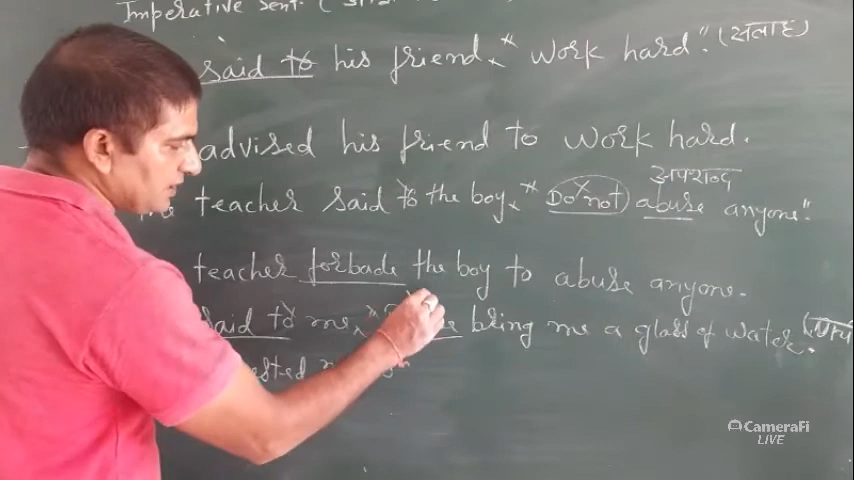 Imperative Sent. (
said to his friend, "Work hard." (सलाह)
advised his friend to work hard.
अपशब्द
The teacher said to the boy, "Do not abuse anyone."
teacher forbade the boy to abuse anyone.
said to me, " bring me a glass of water.
CameraFi
LIVE